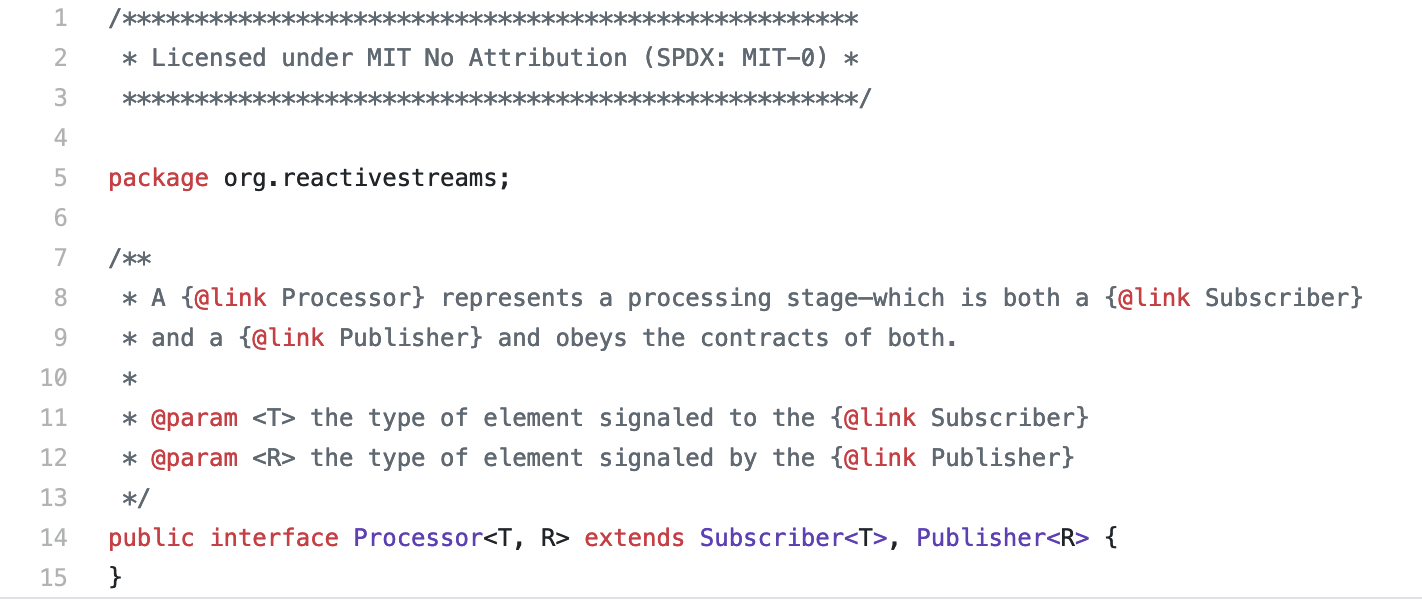 1 /***************************************************
2  * Licensed under MIT No Attribution (SPDX: MIT-0) *
3  ***************************************************/
4
5 package org.reactivestreams;
6
7 /**
8  * A {@link Processor} represents a processing stage—which is both a {@link Subscriber}
9  * and a {@link Publisher} and obeys the contracts of both.
10  *
11  * @param <T> the type of element signaled to the {@link Subscriber}
12  * @param <R> the type of element signaled by the {@link Publisher}
13  */
14 public interface Processor<T, R> extends Subscriber<T>, Publisher<R> {
15 }